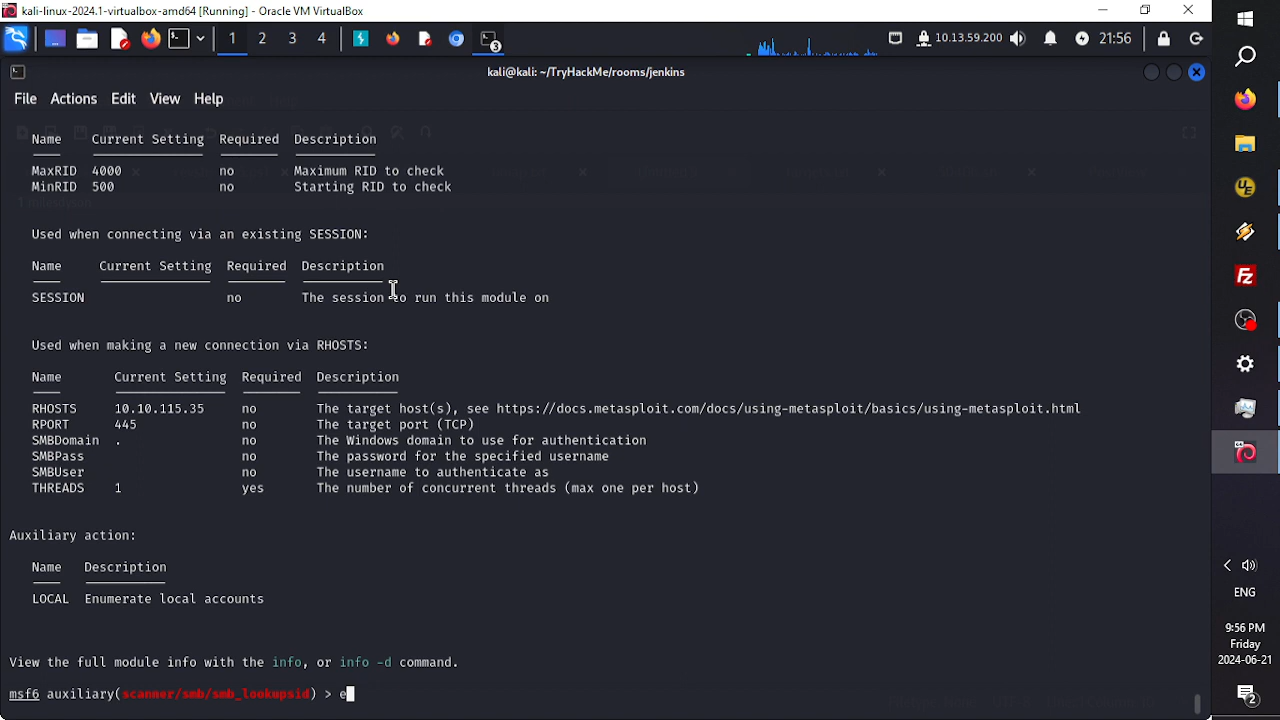 kali-linux-2024.1-virtualbox-amd64 [Running] - Oracle VM VirtualBox
1 2 3 4 3 10.13.59.200 21:56
kali@kali: ~/TryHackMe/rooms/jenkins
File Actions Edit View Help
Name Current Setting Required Description
MaxRID 4000 no Maximum RID to check
MinRID 500 no Starting RID to check
Used when connecting via an existing SESSION:
Name Current Setting Required Description
SESSION no The session to run this module on
Used when making a new connection via RHOSTS:
Name Current Setting Required Description
RHOSTS 10.10.115.35 no The target host(s), see https://docs.metasploit.com/docs/using-metasploit/basics/using-metasploit.html
RPORT 445 no The target port (TCP)
SMBDomain . no The Windows domain to use for authentication
SMBPass no The password for the specified username
SMBUser no The username to authenticate as
THREADS 1 yes The number of concurrent threads (max one per host)
Auxiliary action:
Name Description
LOCAL Enumerate local accounts
View the full module info with the info, or info -d command.
msf6 auxiliary(scanner/smb/smb_lookupsid) > e
UE
FZ
ENG
9:56 PM
Friday
2024-06-21
2